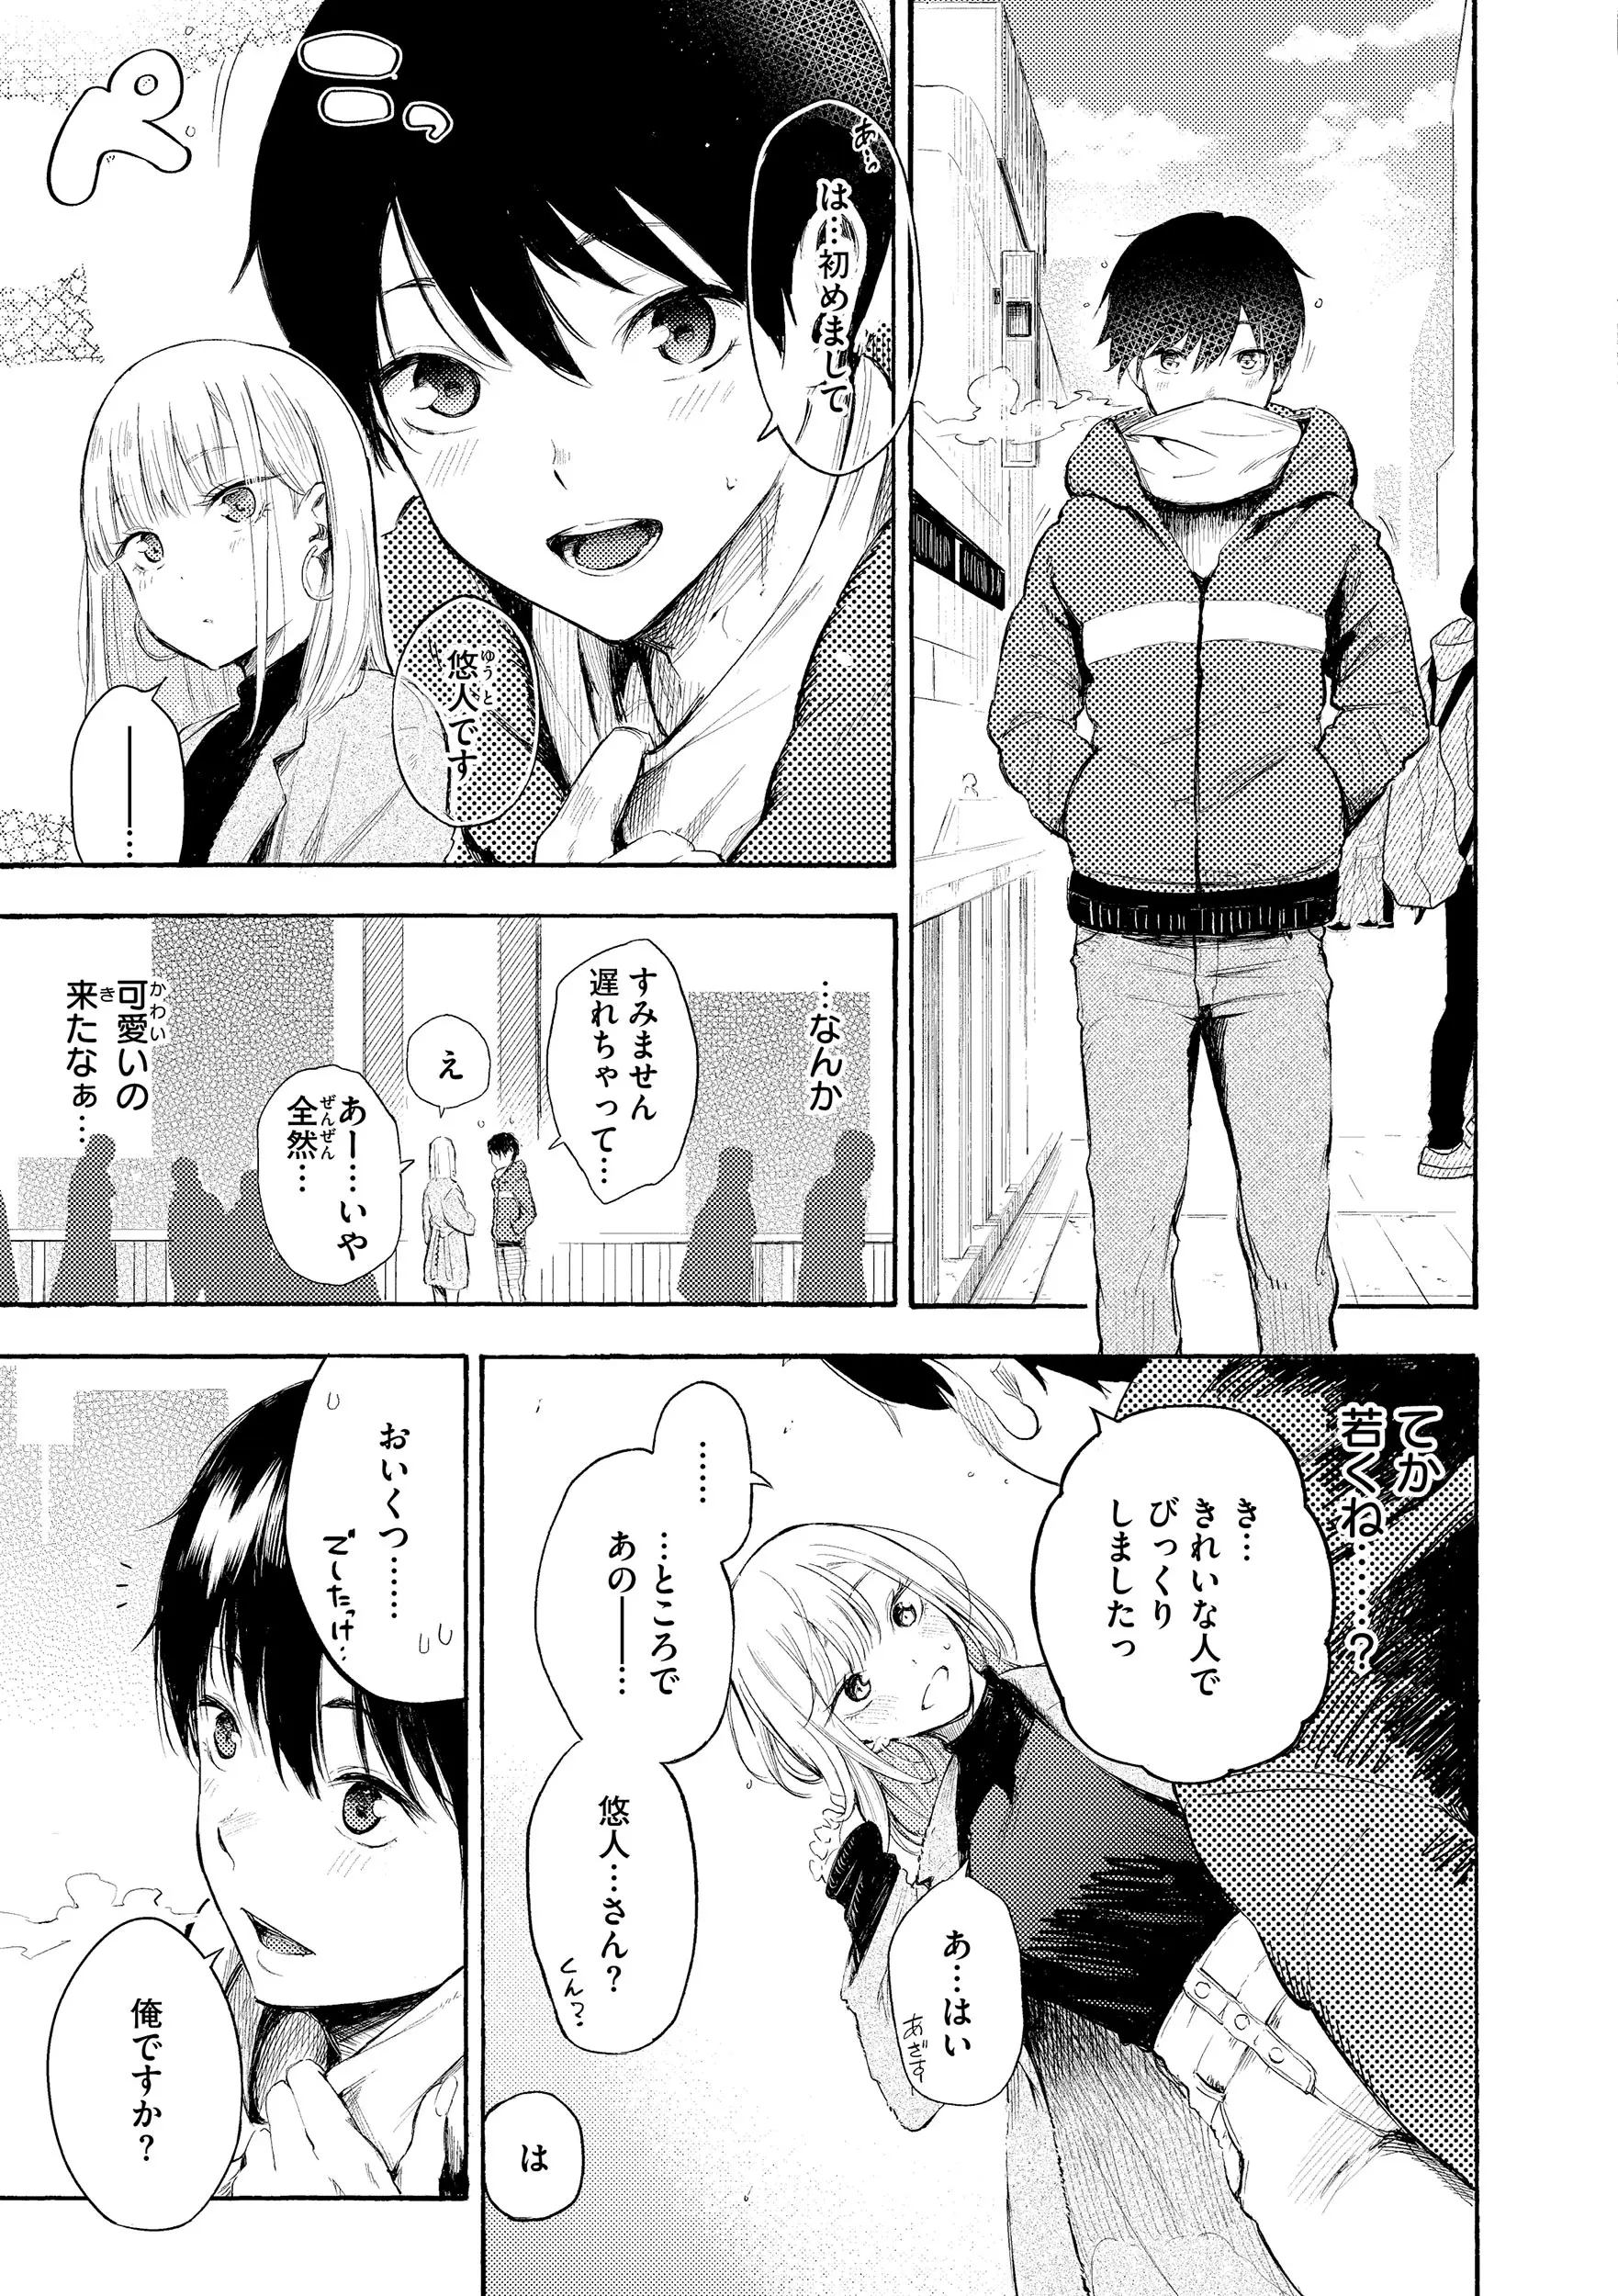 あ…っ
は…初めまして
ペ
コっ
悠人です
ゆうと
――…
…なんか
すみません
遅れちゃって…
え
あー…いや
全然…
ぜんぜん
可愛いの
かわい
来たなぁ…
き
てか
若くね……?
き…
きれいな人で
びっくり
しましたっ
あ…はい
あざす
……
…ところで
あの――…
悠人…さん?
くん?
は
おいくつ……
でしたっけ…
俺ですか?